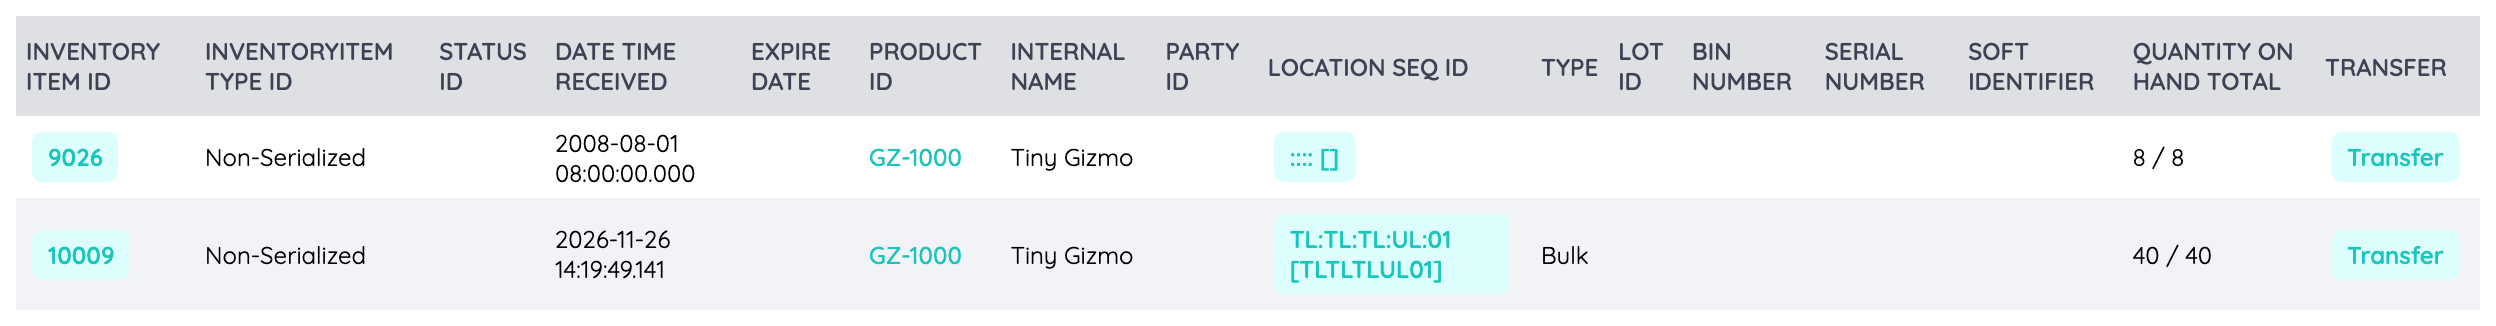 INVENTORY ITEM ID INVENTORYITEM TYPE ID STATUS ID DATE TIME RECEIVED EXPIRE DATE PRODUCT ID INTERNAL NAME PARTY ID LOCATION SEQ ID TYPE LOT ID BIN NUMBER SERIAL NUMBER SOFT IDENTIFIER QUANTITY ON HAND TOTAL TRANSFER
9026 Non-Serialized 2008-08-01 08:00:00.000 GZ-1000 Tiny Gizmo :::: [] 8 / 8 Transfer
10009 Non-Serialized 2026-11-26 14:19:49.141 GZ-1000 Tiny Gizmo TL:TL:TL:UL:01 [TLTLTLUL01] Bulk 40 / 40 Transfer